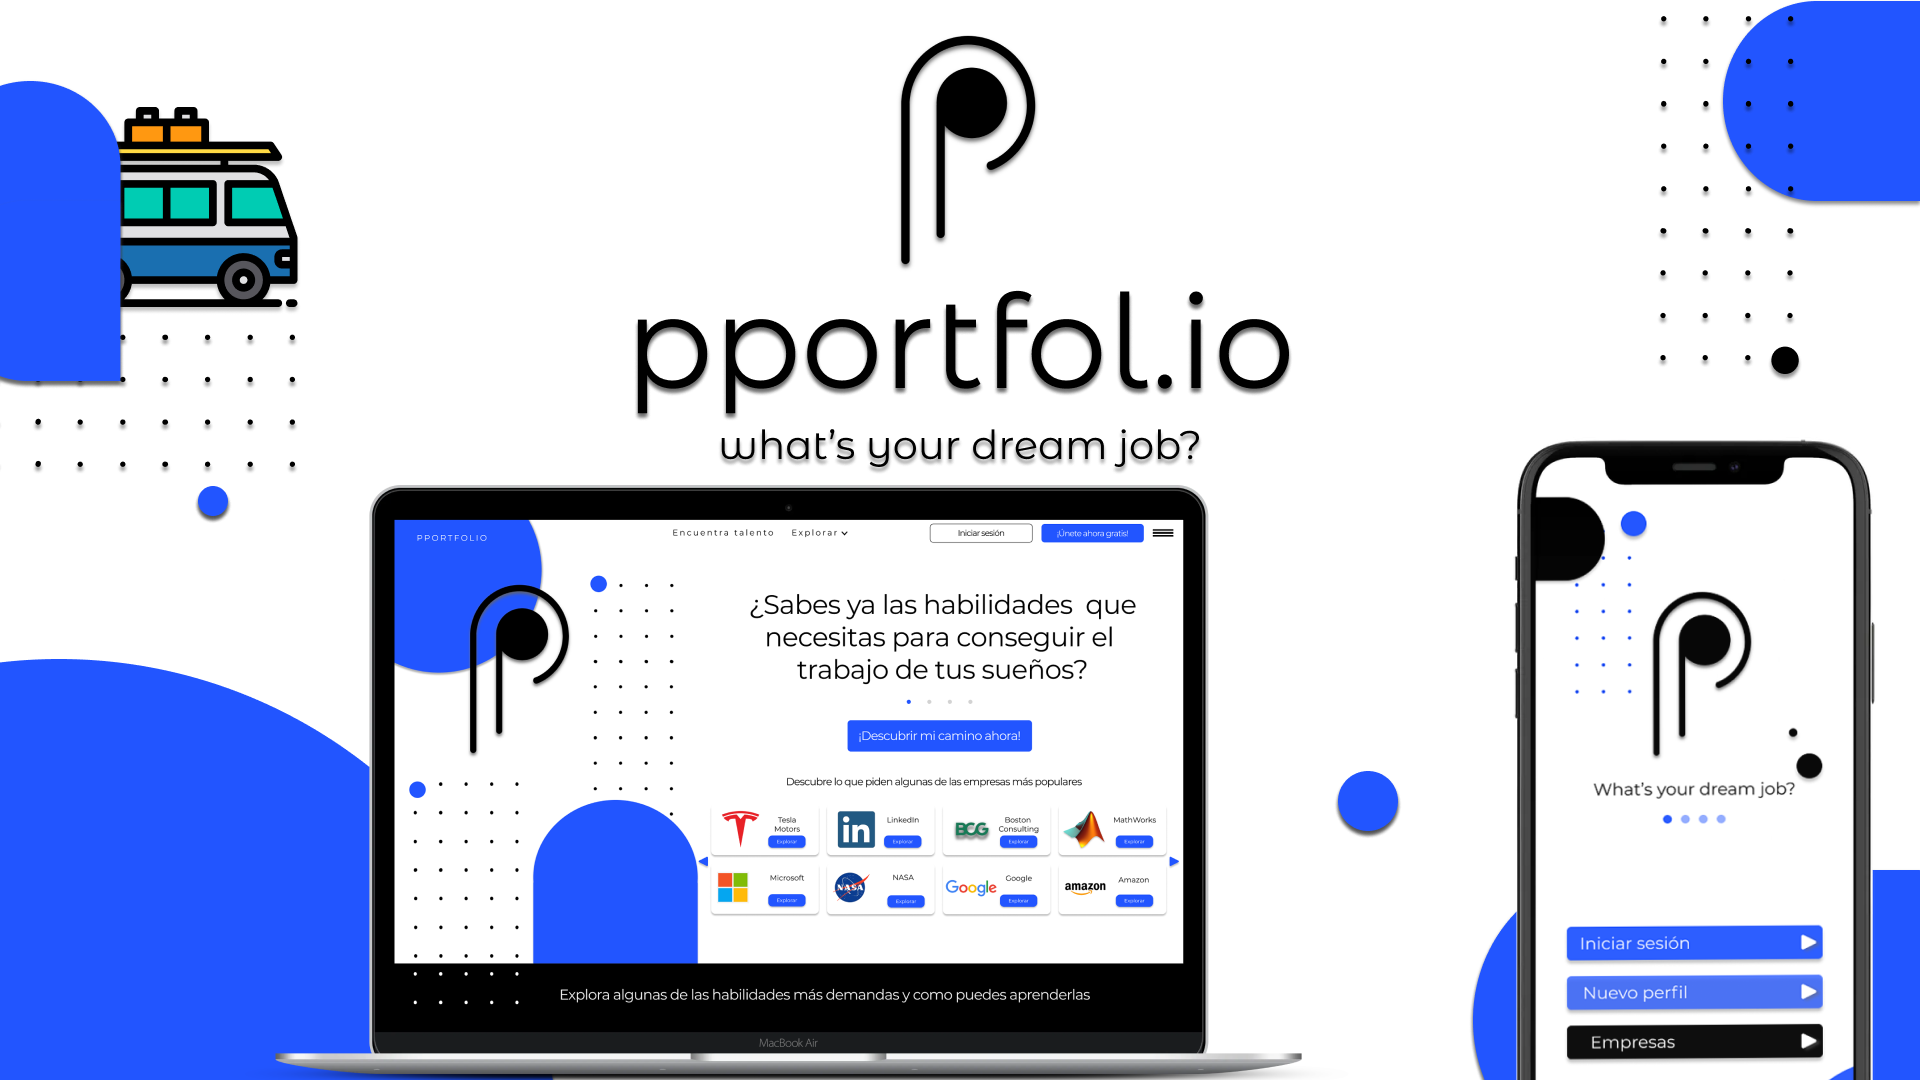 pportfol.io
what's your dream job?
PPORTFOLIO
Encuentra talento
Explorar
Iniciar sesión
¡Únete ahora gratis!
¿Sabes ya las habilidades que
necesitas para conseguir el
trabajo de tus sueños?
¡Descubrir mi camino ahora!
Descubre lo que piden algunas de las empresas más populares
Tesla
Motors
Explorar
in
LinkedIn
Explorar
BCG
Boston
Consulting
Explorar
MathWorks
Explorar
Microsoft
Explorar
NASA
NASA
Explorar
Google
Google
Explorar
amazon
Amazon
Explorar
Explora algunas de las habilidades más demandas y como puedes aprenderlas
MacBook Air
What's your dream job?
Iniciar sesión
Nuevo perfil
Empresas